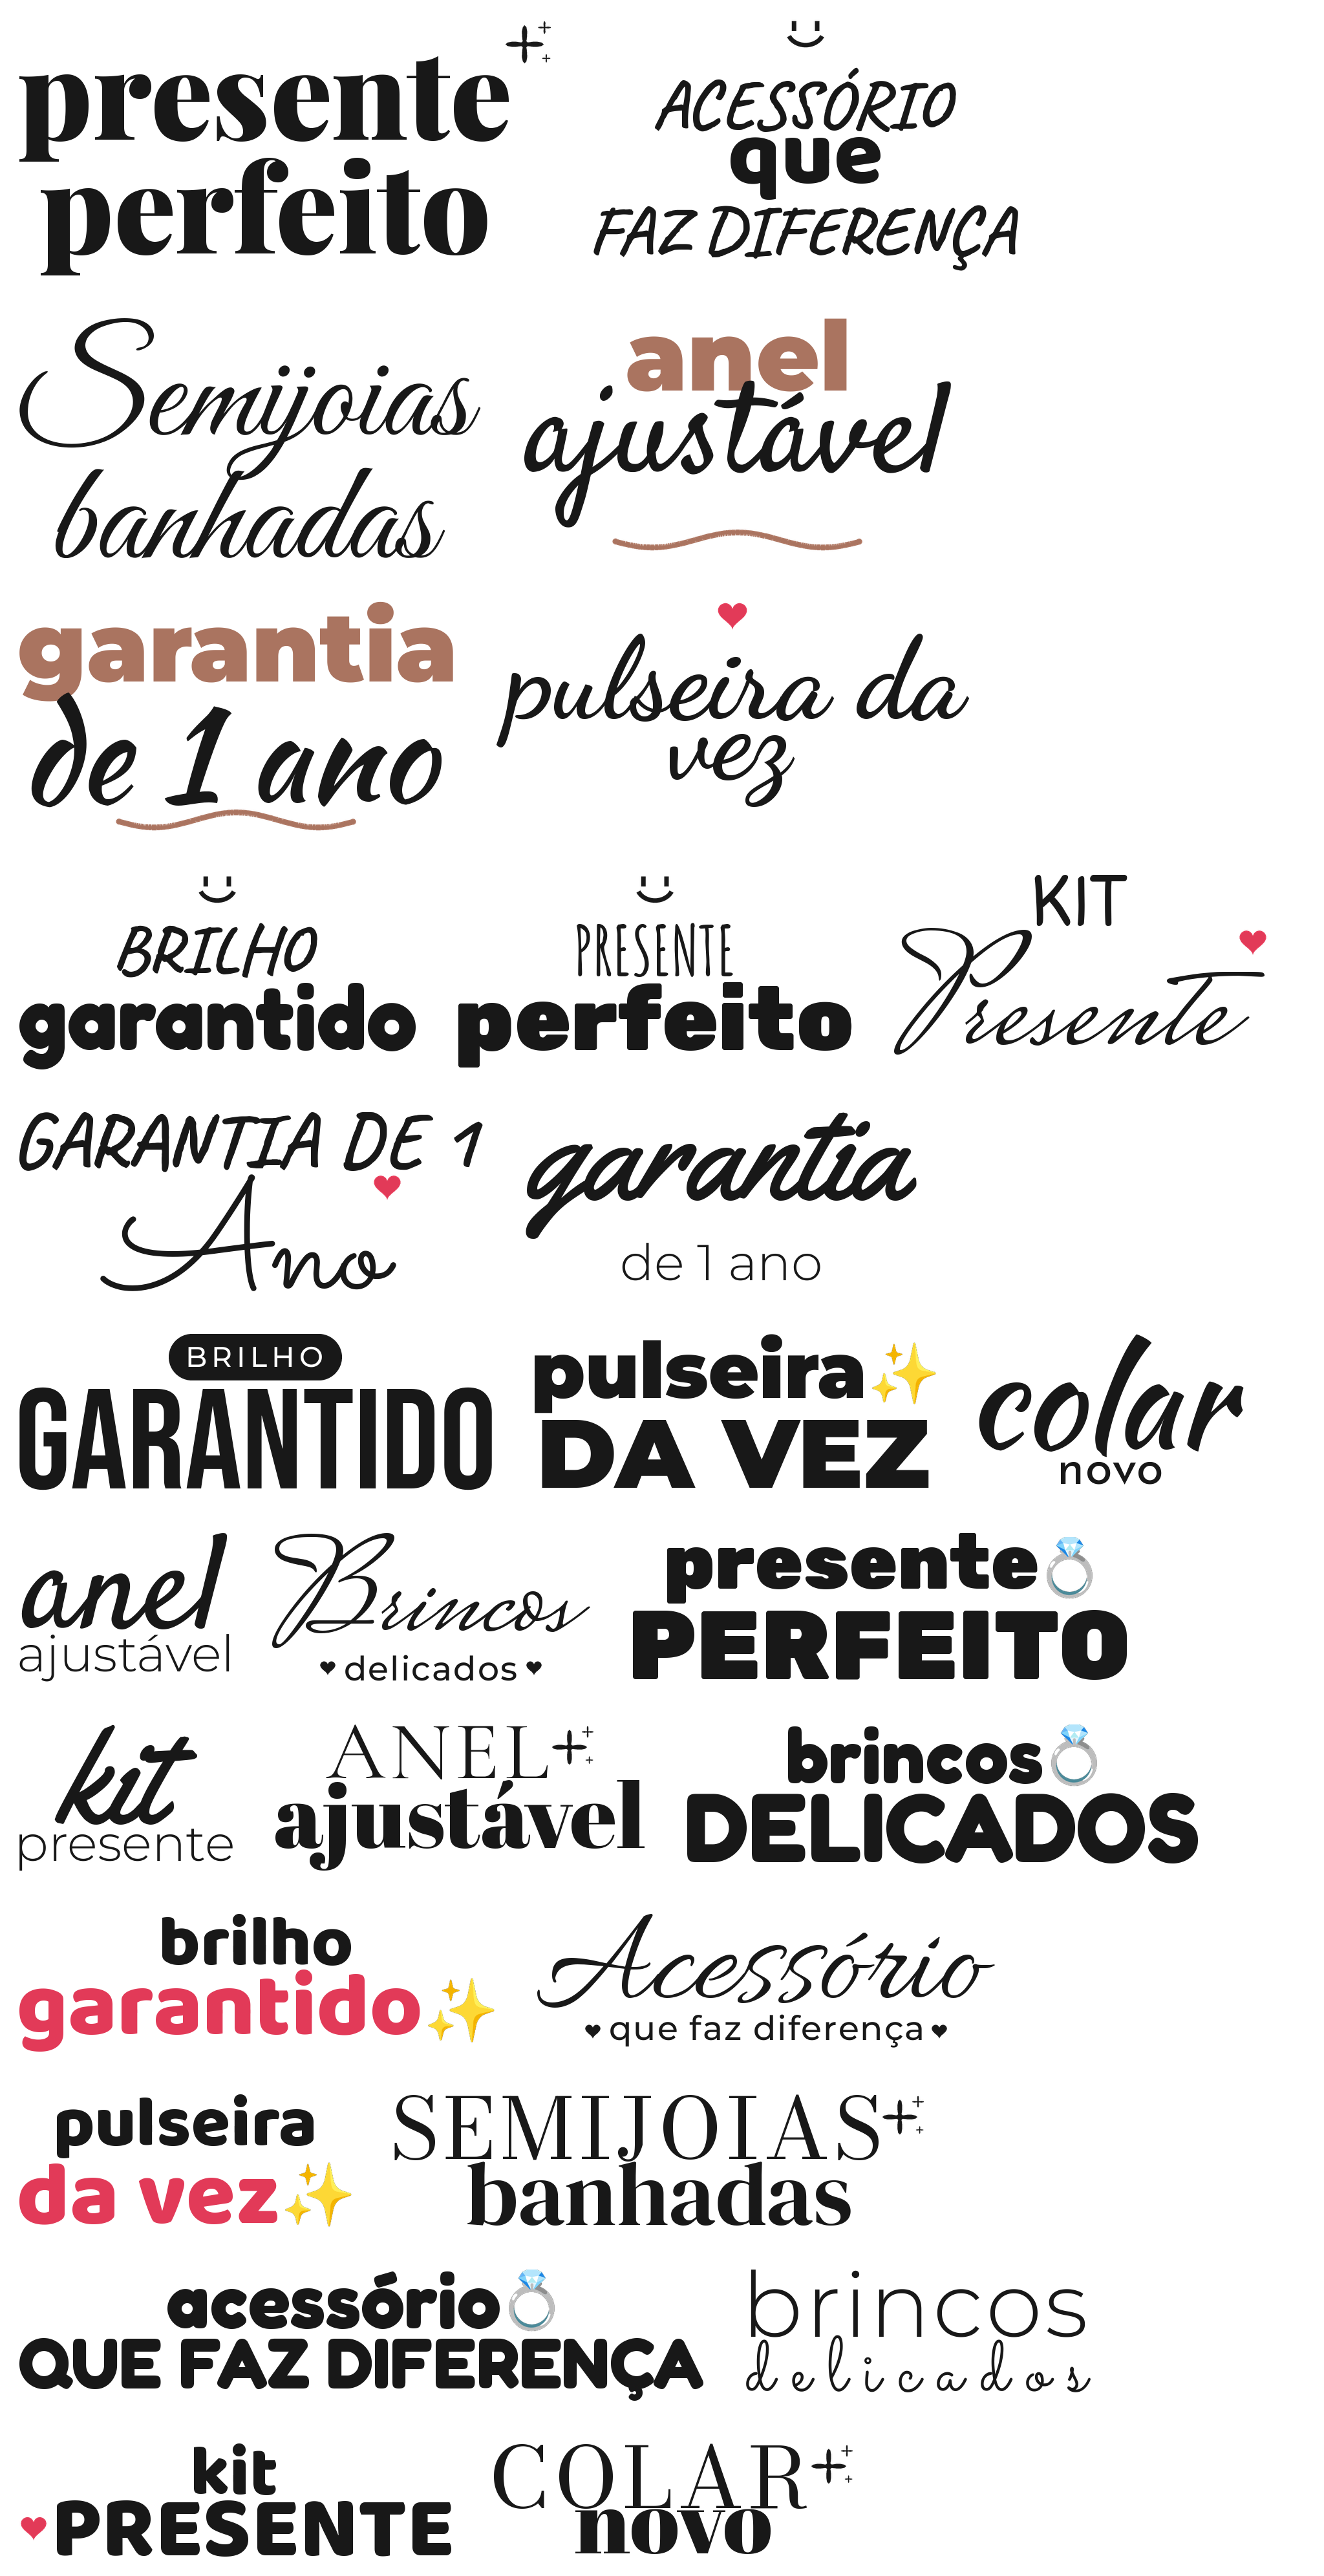 presente
perfeito
ACESSÓRIO
que
FAZ DIFERENÇA
Semijoias
banhadas
anel
ajustável
garantia
de 1 ano
pulseira da
vez
BRILHO
garantido
PRESENTE
perfeito
KIT
Presente
GARANTIA DE 1
Ano
garantia
de 1 ano
BRILHO
GARANTIDO
pulseira✨
DA VEZ
colar
novo
anel
ajustável
Brincos
delicados
presente💍
PERFEITO
kit
presente
ANEL
ajustável
brincos💍
DELICADOS
brilho
garantido✨
Acessório
que faz diferença
pulseira
da vez✨
SEMIJOIAS
banhadas
acessório💍
QUE FAZ DIFERENÇA
brincos
delicados
kit
PRESENTE
COLAR
novo